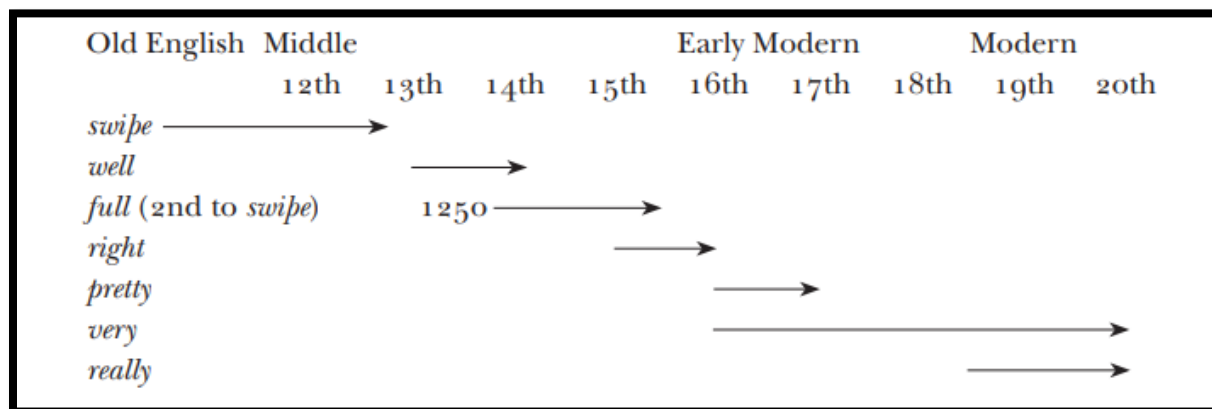 Old English Middle Early Modern Modern
12th 13th 14th 15th 16th 17th 18th 19th 20th
swiþe
well
full (2nd to swiþe) 1250
right
pretty
very
really